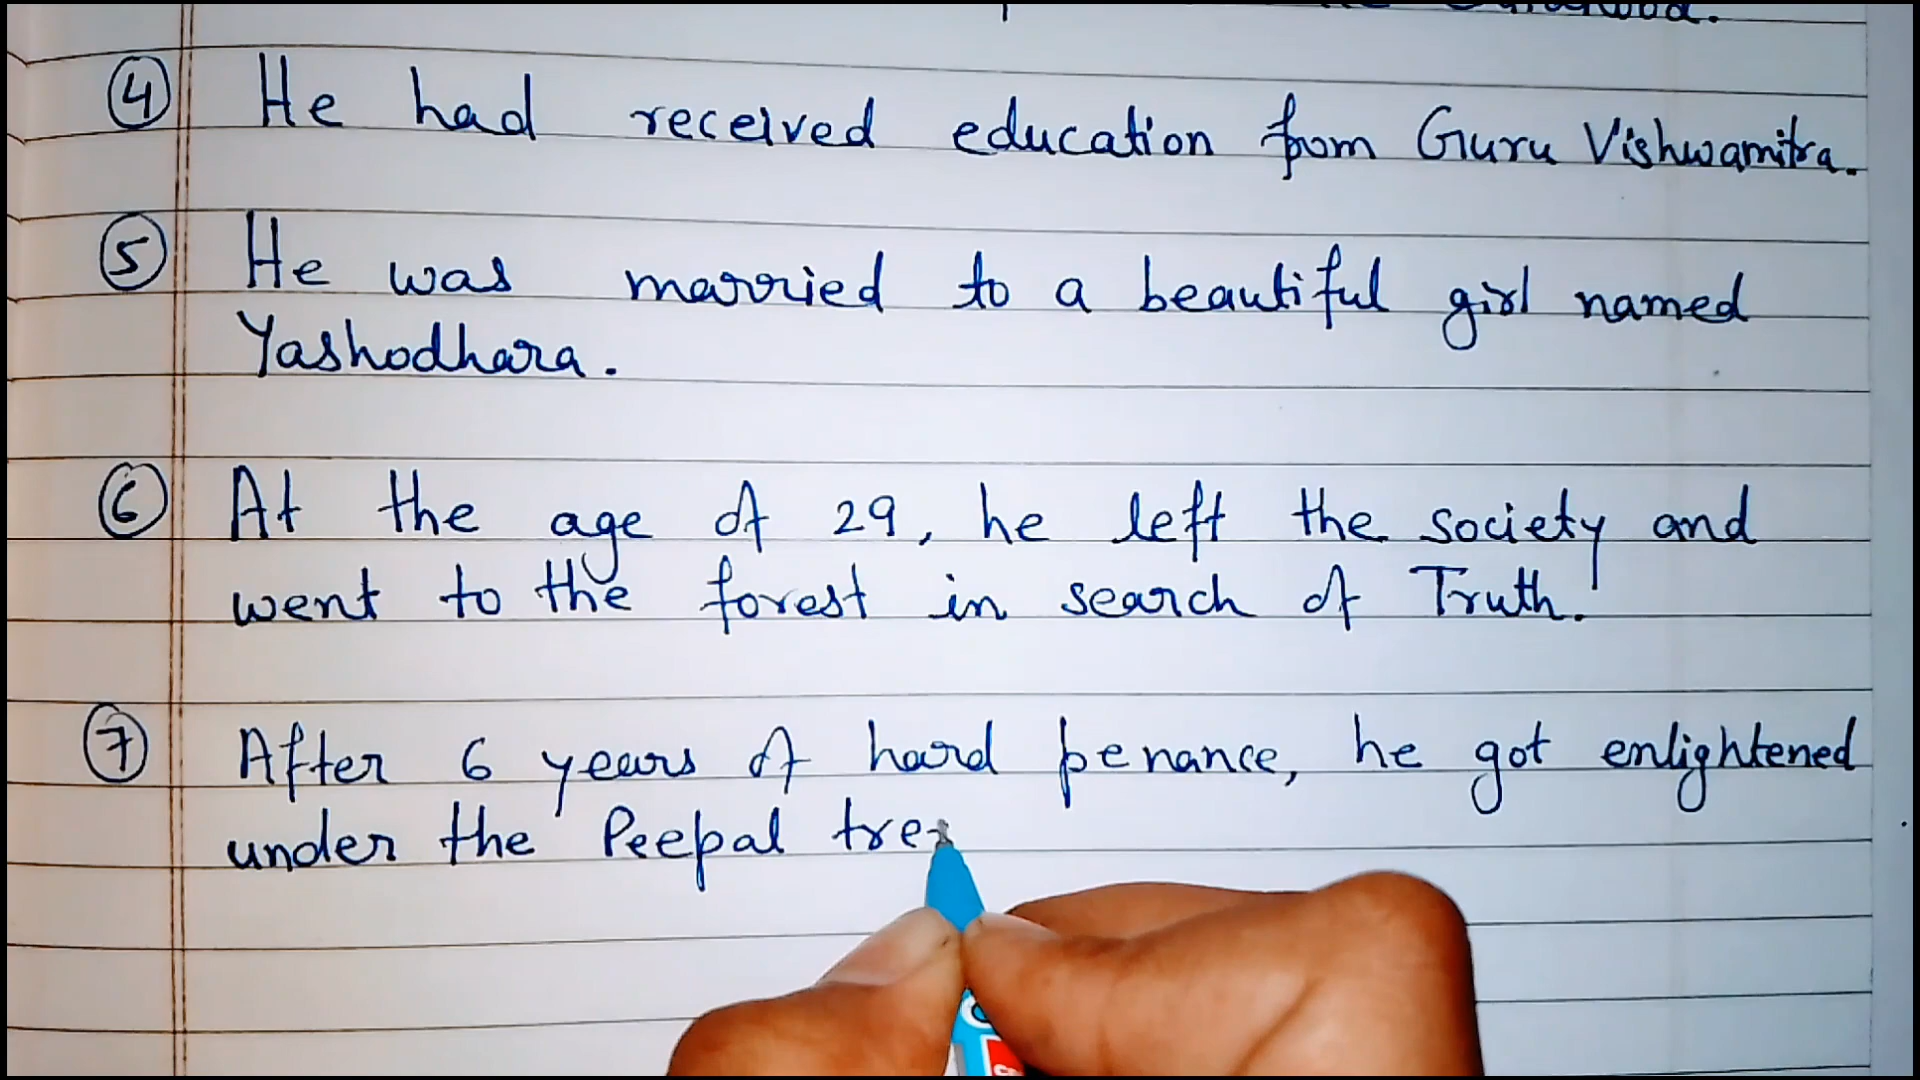 ④ He had received education from Guru Vishwamitra.
⑤ He was married to a beautiful girl named
Yashodhara.
⑥ At the age of 29, he left the society and
went to the forest in search of Truth.
⑦ After 6 years of hard penance, he got enlightened
under the Peepal tre